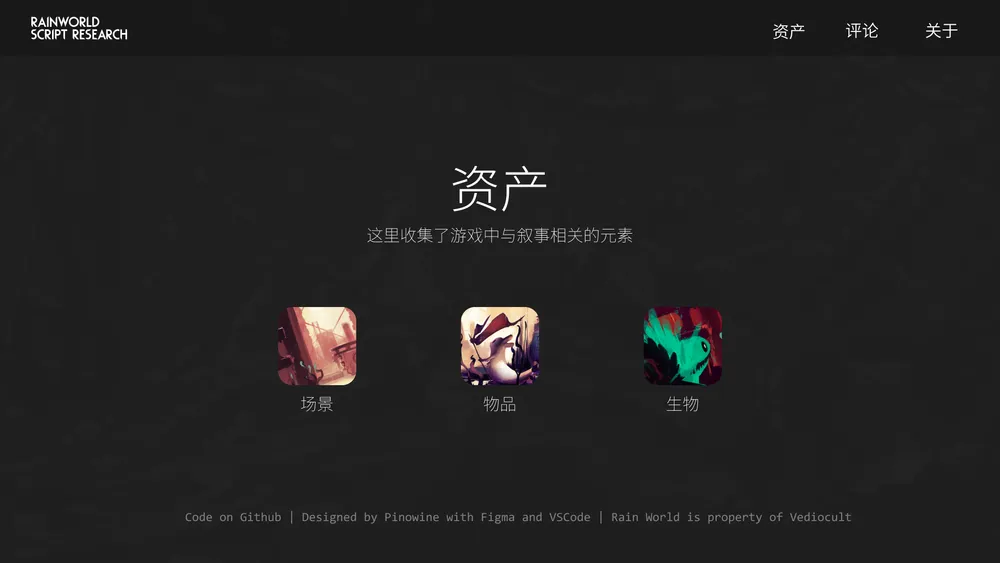 RAINWORLD
SCRIPT RESEARCH
资产
评论
关于
资产
这里收集了游戏中与叙事相关的元素
场景
物品
生物
Code on Github | Designed by Pinowine with Figma and VSCode | Rain World is property of Vediocult